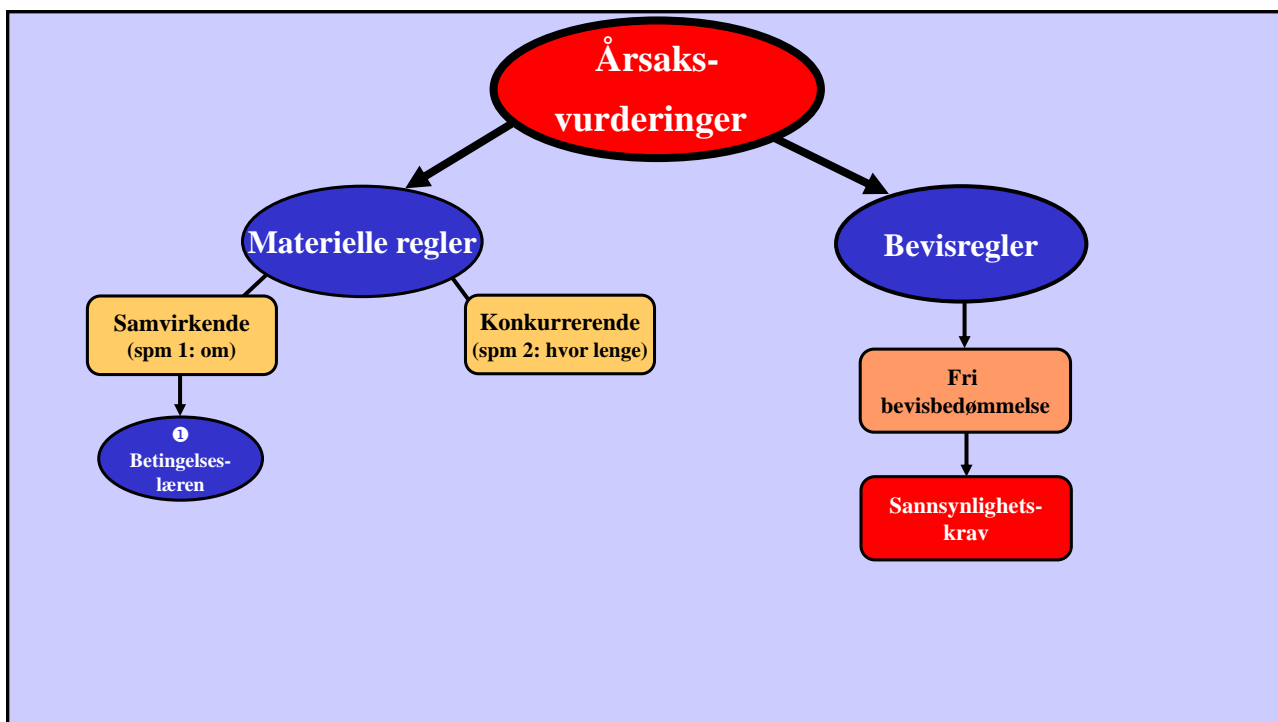 Årsaks-
vurderinger
Materielle regler
Bevisregler
Samvirkende
(spm 1: om)
Konkurrerende
(spm 2: hvor lenge)
Fri
bevisbedømmelse
❶
Betingelses-
læren
Sannsynlighets-
krav